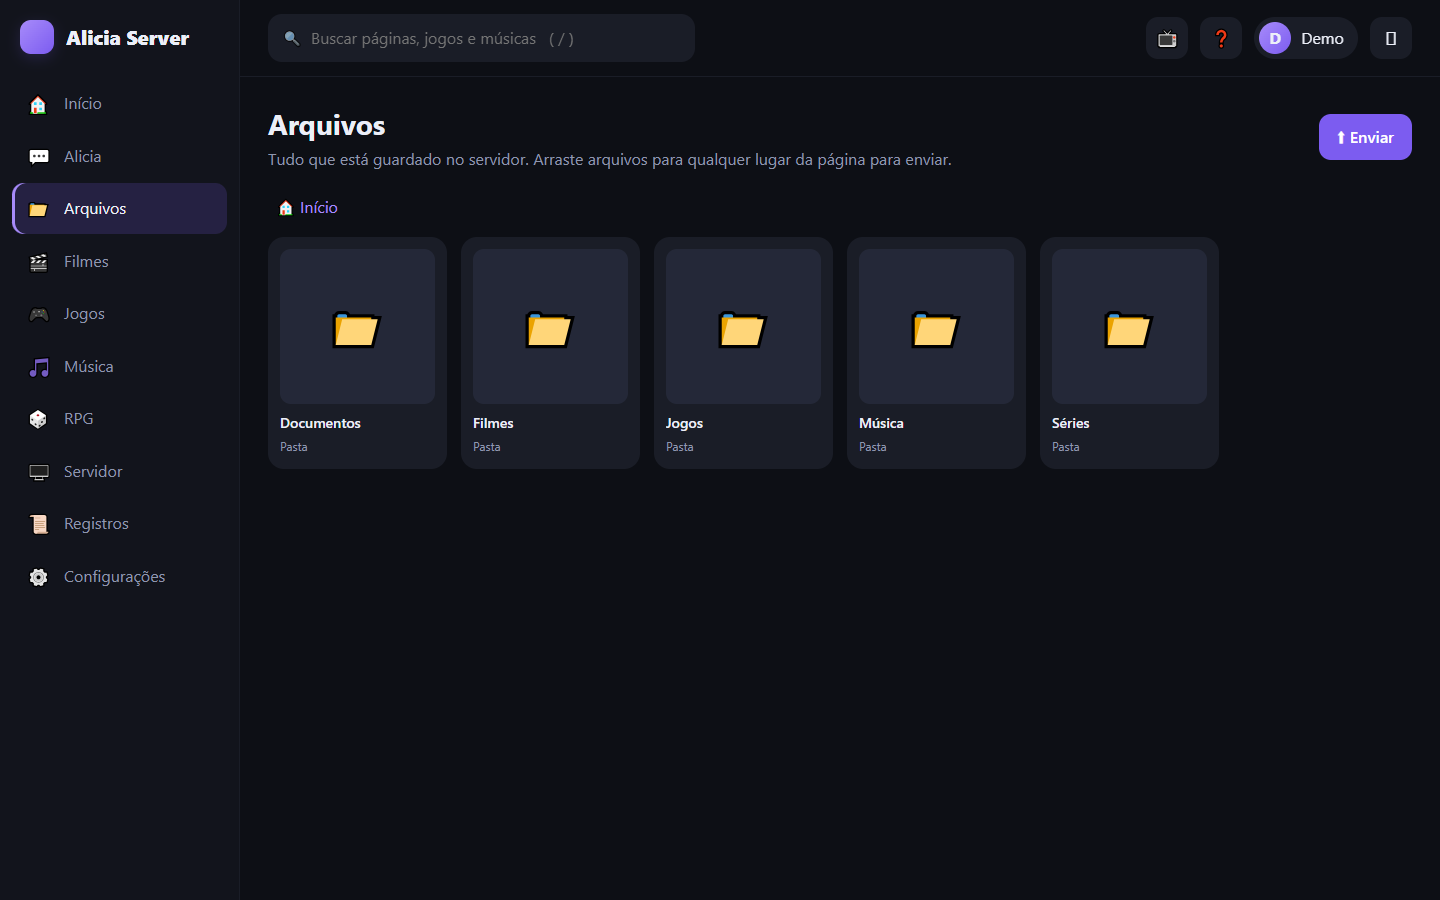 Alicia Server
Buscar páginas, jogos e músicas ( / )
D Demo
Início
Alicia
Arquivos
Filmes
Jogos
Música
RPG
Servidor
Registros
Configurações
Arquivos
Tudo que está guardado no servidor. Arraste arquivos para qualquer lugar da página para enviar.
Enviar
Início
Documentos
Pasta
Filmes
Pasta
Jogos
Pasta
Música
Pasta
Séries
Pasta